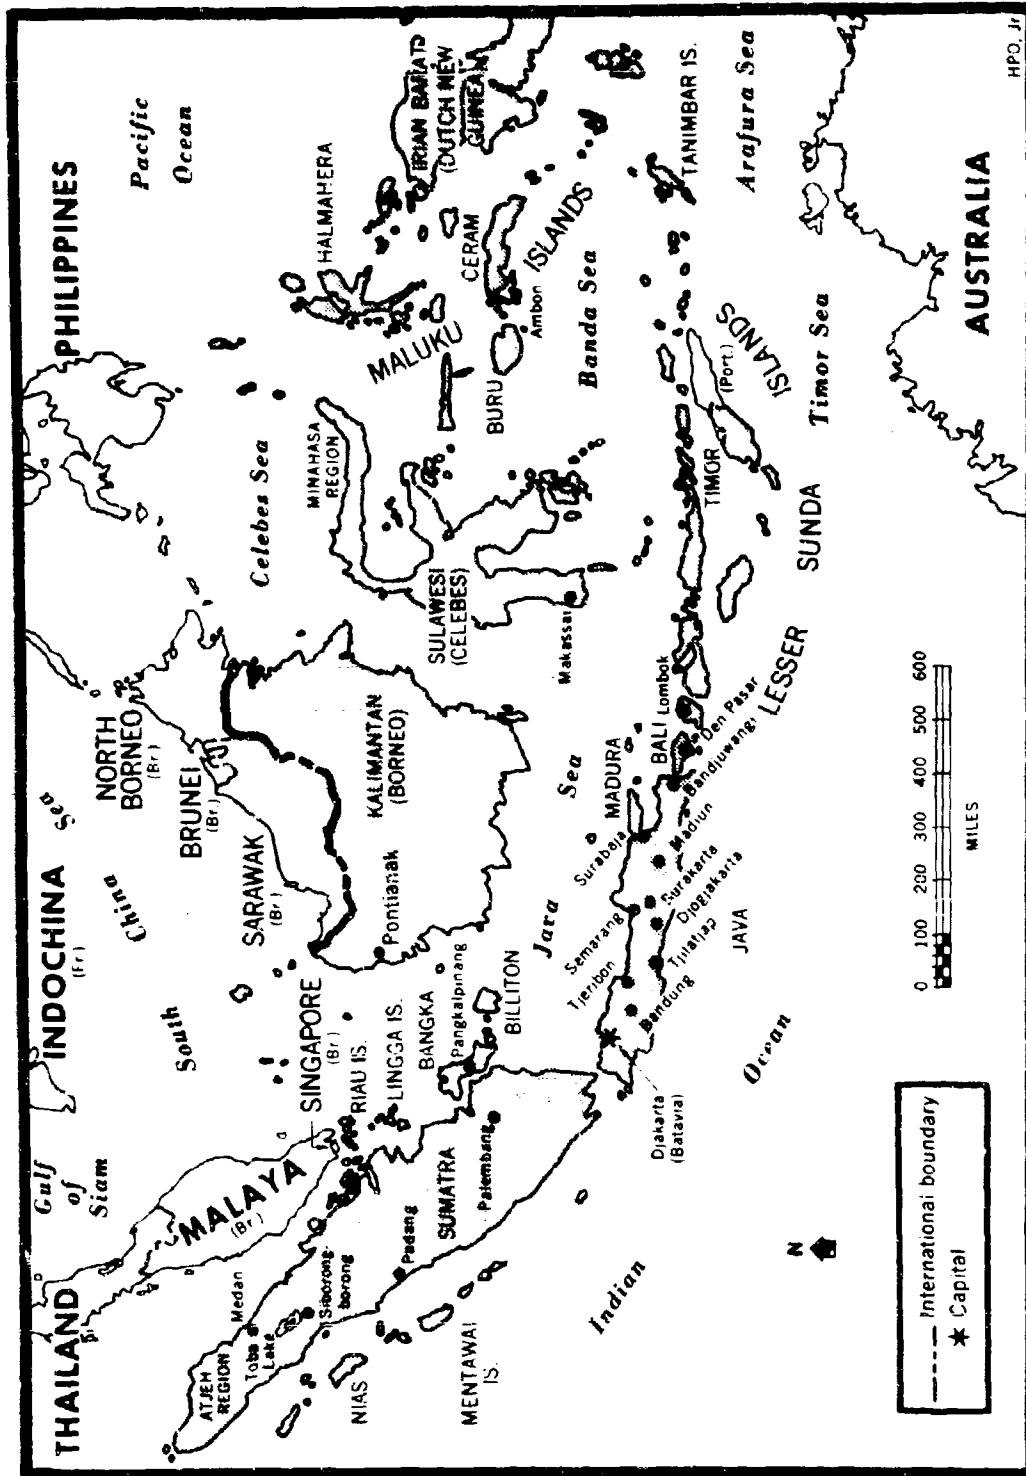 THAILAND
INDOCHINA
(Fr.)
PHILIPPINES
Gulf
of
Siam
South
China
Sea
Pacific
Ocean
MALAYA
(Br.)
SINGAPORE
(Br.)
RIAU IS.
LINGGA IS.
BANGKA
Pangkalpinang
BILLITON
NORTH
BORNEO
(Br.)
BRUNEI
(Br.)
SARAWAK
(Br.)
Pontianak
KALIMANTAN
(BORNEO)
Celebes Sea
MINAHASA
REGION
SULAWESI
(CELEBES)
Makassar
HALMAHERA
MALUKU
ISLANDS
IRIAN BARAT
(DUTCH NEW
GUINEA)
CERAM
BURU
Ambon
Banda Sea
TANIMBAR IS.
Arafura Sea
ATJEH
REGION
Medan
Toba
Lake
Siborong-
borong
NIAS
Padang
SUMATRA
Palembang
MENTAWAI
IS.
Java
Sea
Djakarta
(Batavia)
Tjeribon
Semarang
Surabaja
MADURA
BALI
Lombok
Bandung
Tjilatjap
Djogjakarta
Surakarta
Madiun
Bandjuwangi
Den Pasar
JAVA
LESSER
SUNDA
ISLANDS
TIMOR
(Port.)
Timor Sea
AUSTRALIA
Indian
Ocean
N
International boundary
Capital
0 100 200 300 400 500 600
MILES
HPO, Jr